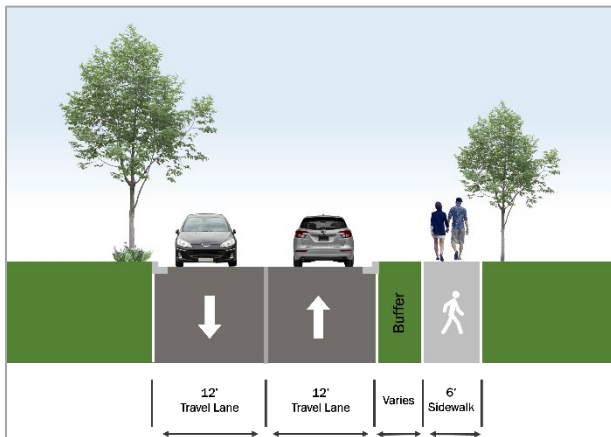 Buffer
12'
Travel Lane
12'
Travel Lane
Varies
6'
Sidewalk